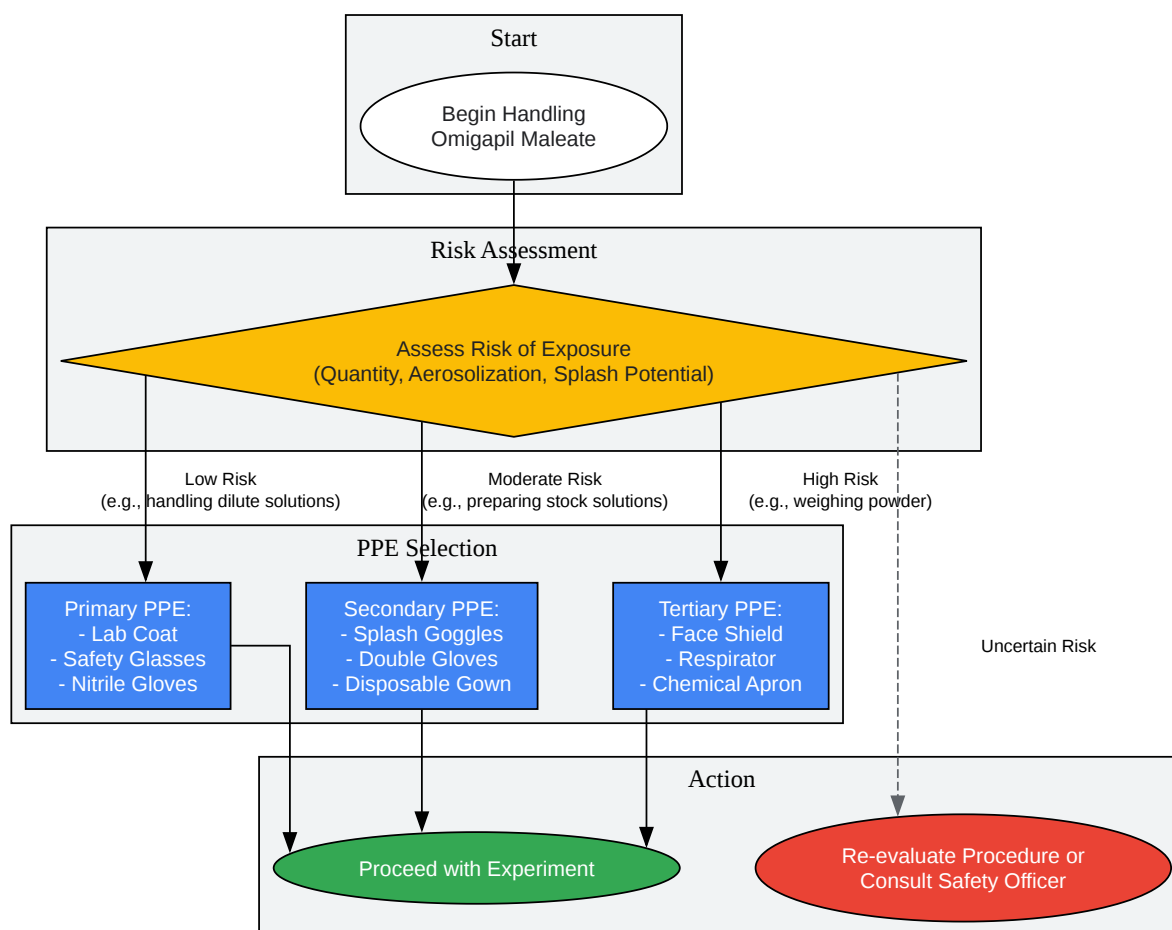 Start
Begin Handling
Omigapil Maleate
Risk Assessment
Assess Risk of Exposure
(Quantity, Aerosolization, Splash Potential)
Low Risk
(e.g., handling dilute solutions)
Moderate Risk
(e.g., preparing stock solutions)
High Risk
(e.g., weighing powder)
Uncertain Risk
PPE Selection
Primary PPE:
- Lab Coat
- Safety Glasses
- Nitrile Gloves
Secondary PPE:
- Splash Goggles
- Double Gloves
- Disposable Gown
Tertiary PPE:
- Face Shield
- Respirator
- Chemical Apron
Action
Proceed with Experiment
Re-evaluate Procedure or
Consult Safety Officer